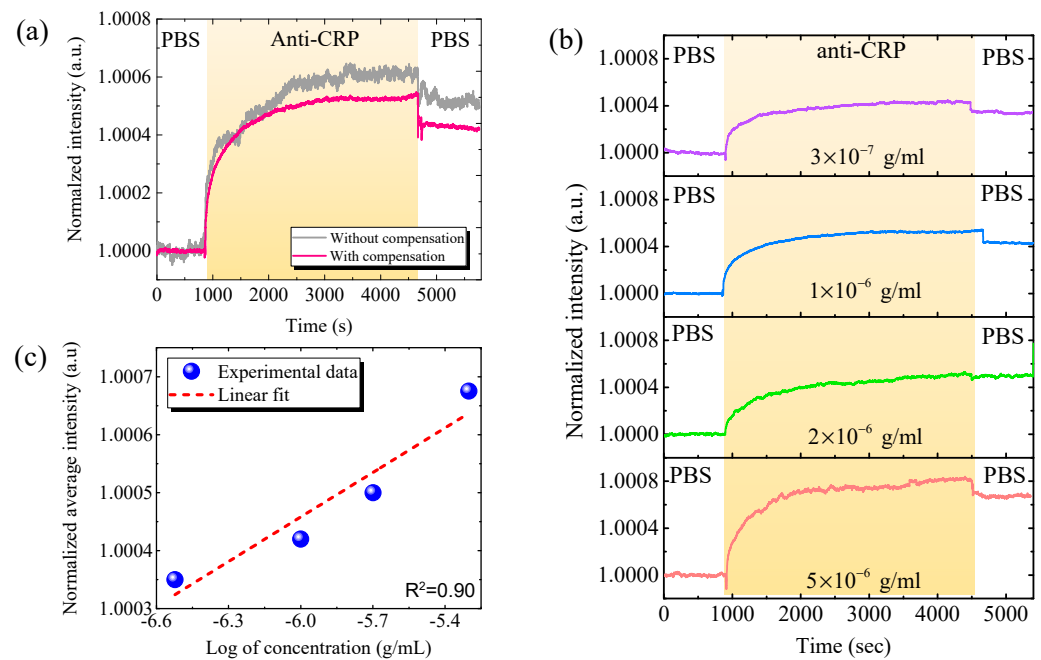 (a)
1.0008
1.0006
1.0004
1.0002
1.0000
Normalzed intensity (a.u.)
PBS
Anti-CRP
PBS
Without compensation
With compensation
0 1000 2000 3000 4000 5000
Time (s)
(b)
Normalized intensity (a.u.)
anti-CRP
1.0008
1.0004
1.0000
PBS
PBS
3×10⁻⁷ g/ml
1.0004
1.0000
PBS
PBS
1×10⁻⁶ g/ml
1.0004
1.0000
PBS
PBS
2×10⁻⁶ g/ml
1.0008
1.0004
1.0000
PBS
PBS
5×10⁻⁶ g/ml
0 1000 2000 3000 4000 5000
Time (sec)
(c)
1.0007
1.0006
1.0005
1.0004
1.0003
Normalized average intensity (a.u)
Experimental data
Linear fit
R²=0.90
-6.6 -6.3 -6.0 -5.7 -5.4
Log of concentration (g/mL)